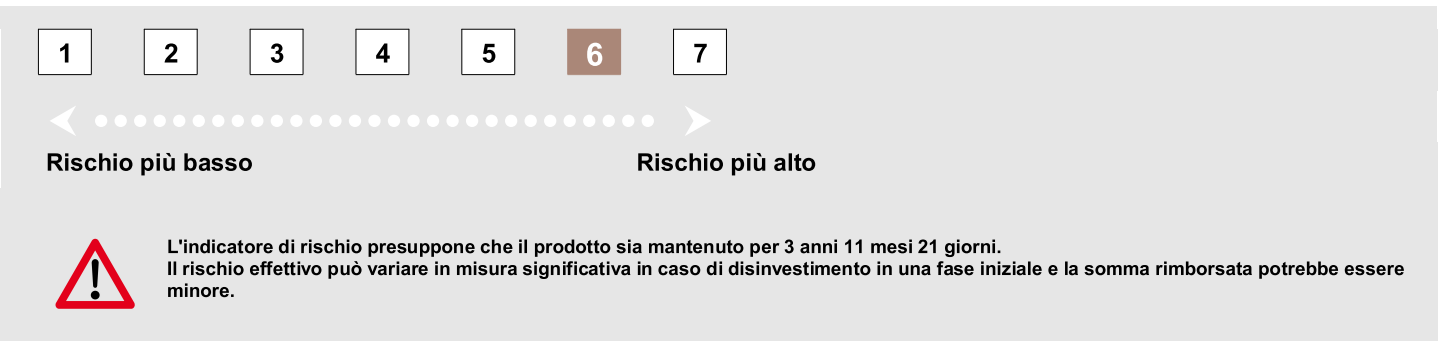 1 2 3 4 5 6 7
Rischio più basso Rischio più alto
L'indicatore di rischio presuppone che il prodotto sia mantenuto per 3 anni 11 mesi 21 giorni.
Il rischio effettivo può variare in misura significativa in caso di disinvestimento in una fase iniziale e la somma rimborsata potrebbe essere
minore.